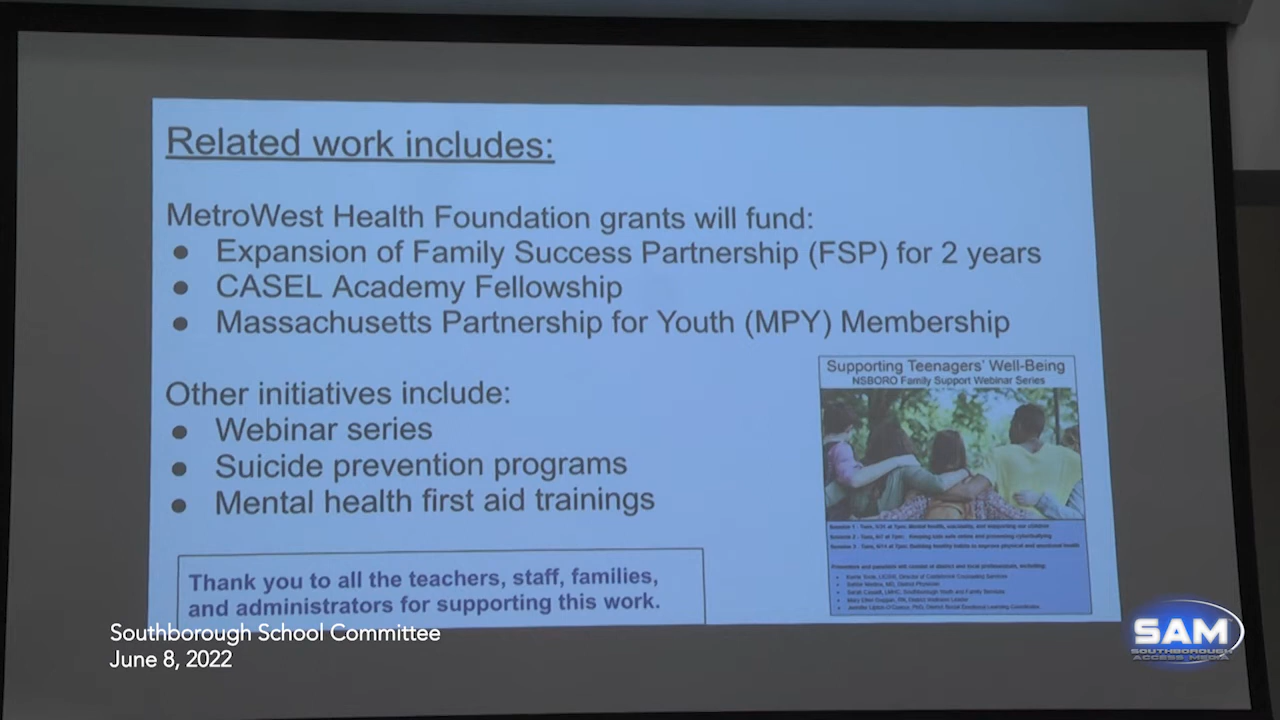 Related work includes:
MetroWest Health Foundation grants will fund:
● Expansion of Family Success Partnership (FSP) for 2 years
● CASEL Academy Fellowship
● Massachusetts Partnership for Youth (MPY) Membership
Other initiatives include:
● Webinar series
● Suicide prevention programs
● Mental health first aid trainings
Supporting Teenagers' Well-Being
NSBORO Family Support Webinar Series
Thank you to all the teachers, staff, families,
and administrators for supporting this work.
Southborough School Committee
June 8, 2022
SAM
SOUTHBOROUGH
ACCESS MEDIA